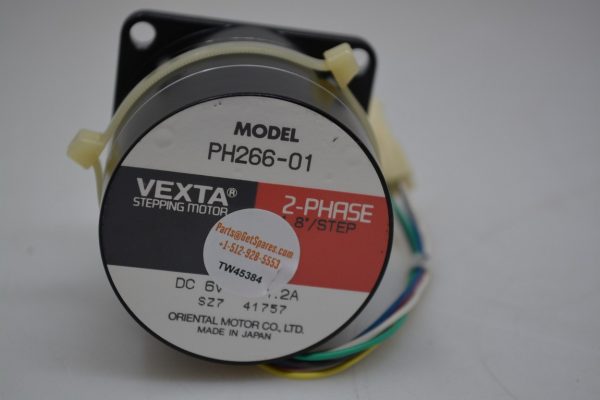 MODEL
PH266-01
VEXTA®
STEPPING MOTOR
2-PHASE
.8°/STEP
Parts@GetSpares.com
+1-512-928-5553
TW45384
DC 6V .2A
SZ7 41757
ORIENTAL MOTOR CO., LTD.
MADE IN JAPAN